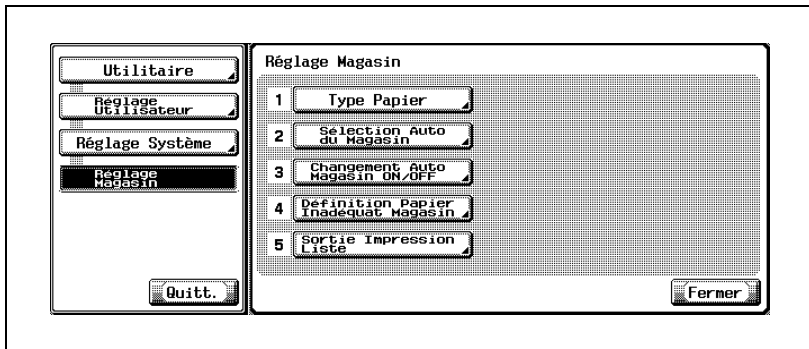 Utilitaire
Réglage
Utilisateur
Réglage Système
Réglage
Magasin
Quitt.
Réglage Magasin
1 Type Papier
2 Sélection Auto
du Magasin
3 Changement Auto
Magasin ON/OFF
4 Définition Papier
Inadéquat Magasin
5 Sortie Impression
Liste
Fermer